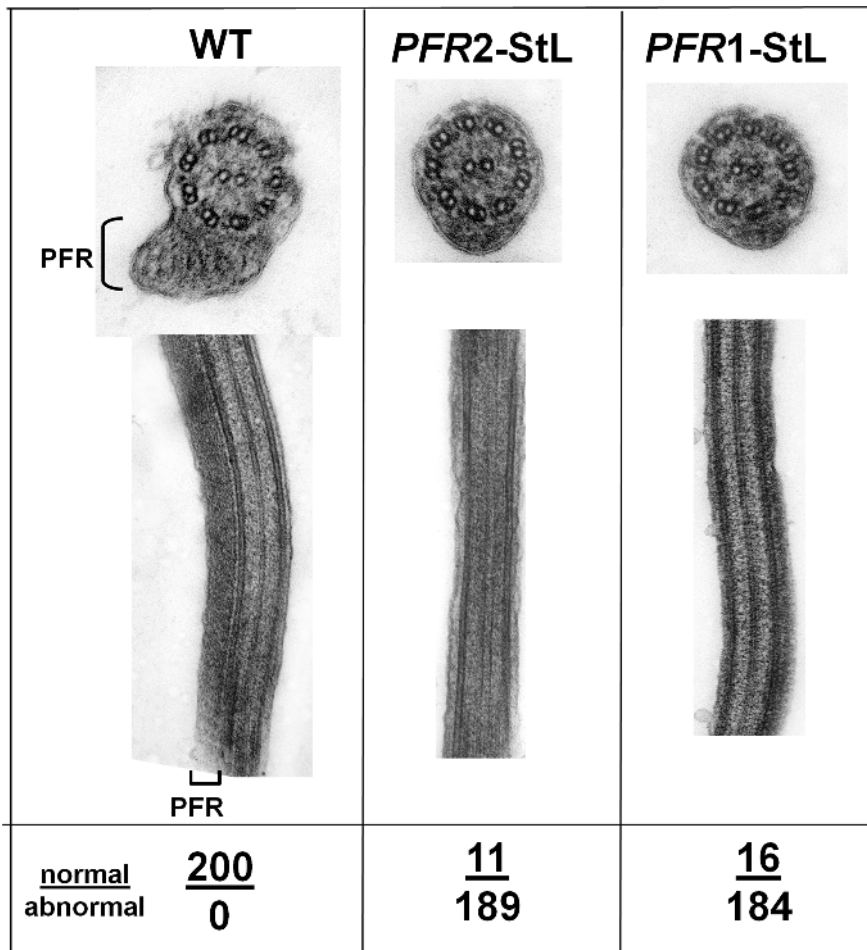 WT
PFR2-StL
PFR1-StL
PFR
PFR
normal
abnormal
200
0
11
189
16
184